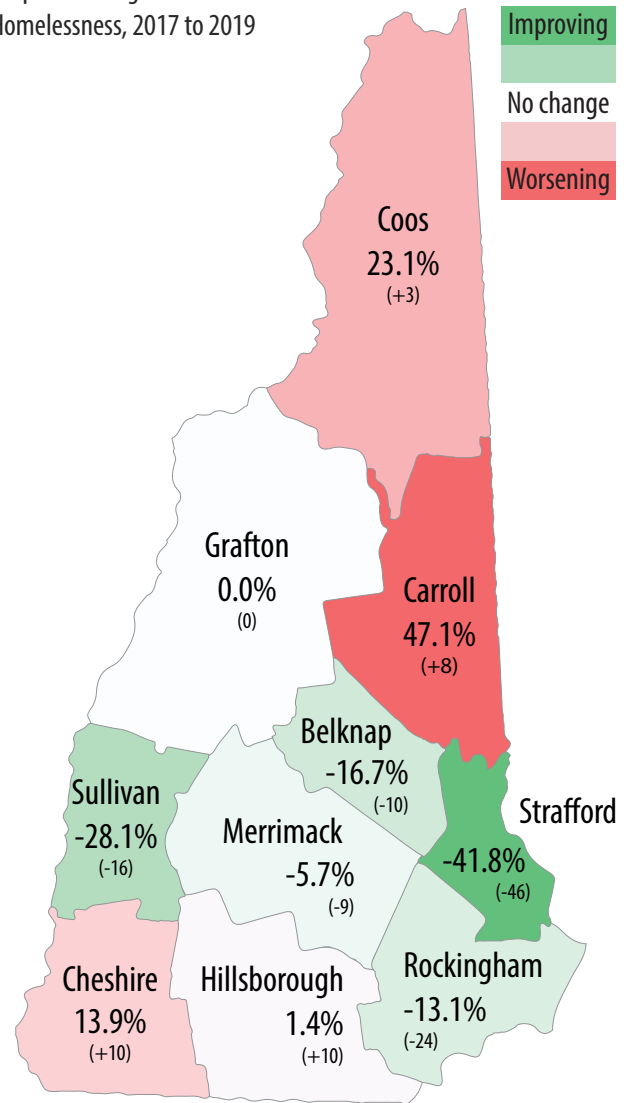 Homelessness, 2017 to 2019
Improving
No change
Worsening
Coos
23.1%
(+3)
Grafton
0.0%
(0)
Carroll
47.1%
(+8)
Belknap
-16.7%
(-10)
Sullivan
-28.1%
(-16)
Merrimack
-5.7%
(-9)
Strafford
-41.8%
(-46)
Cheshire
13.9%
(+10)
Hillsborough
1.4%
(+10)
Rockingham
-13.1%
(-24)